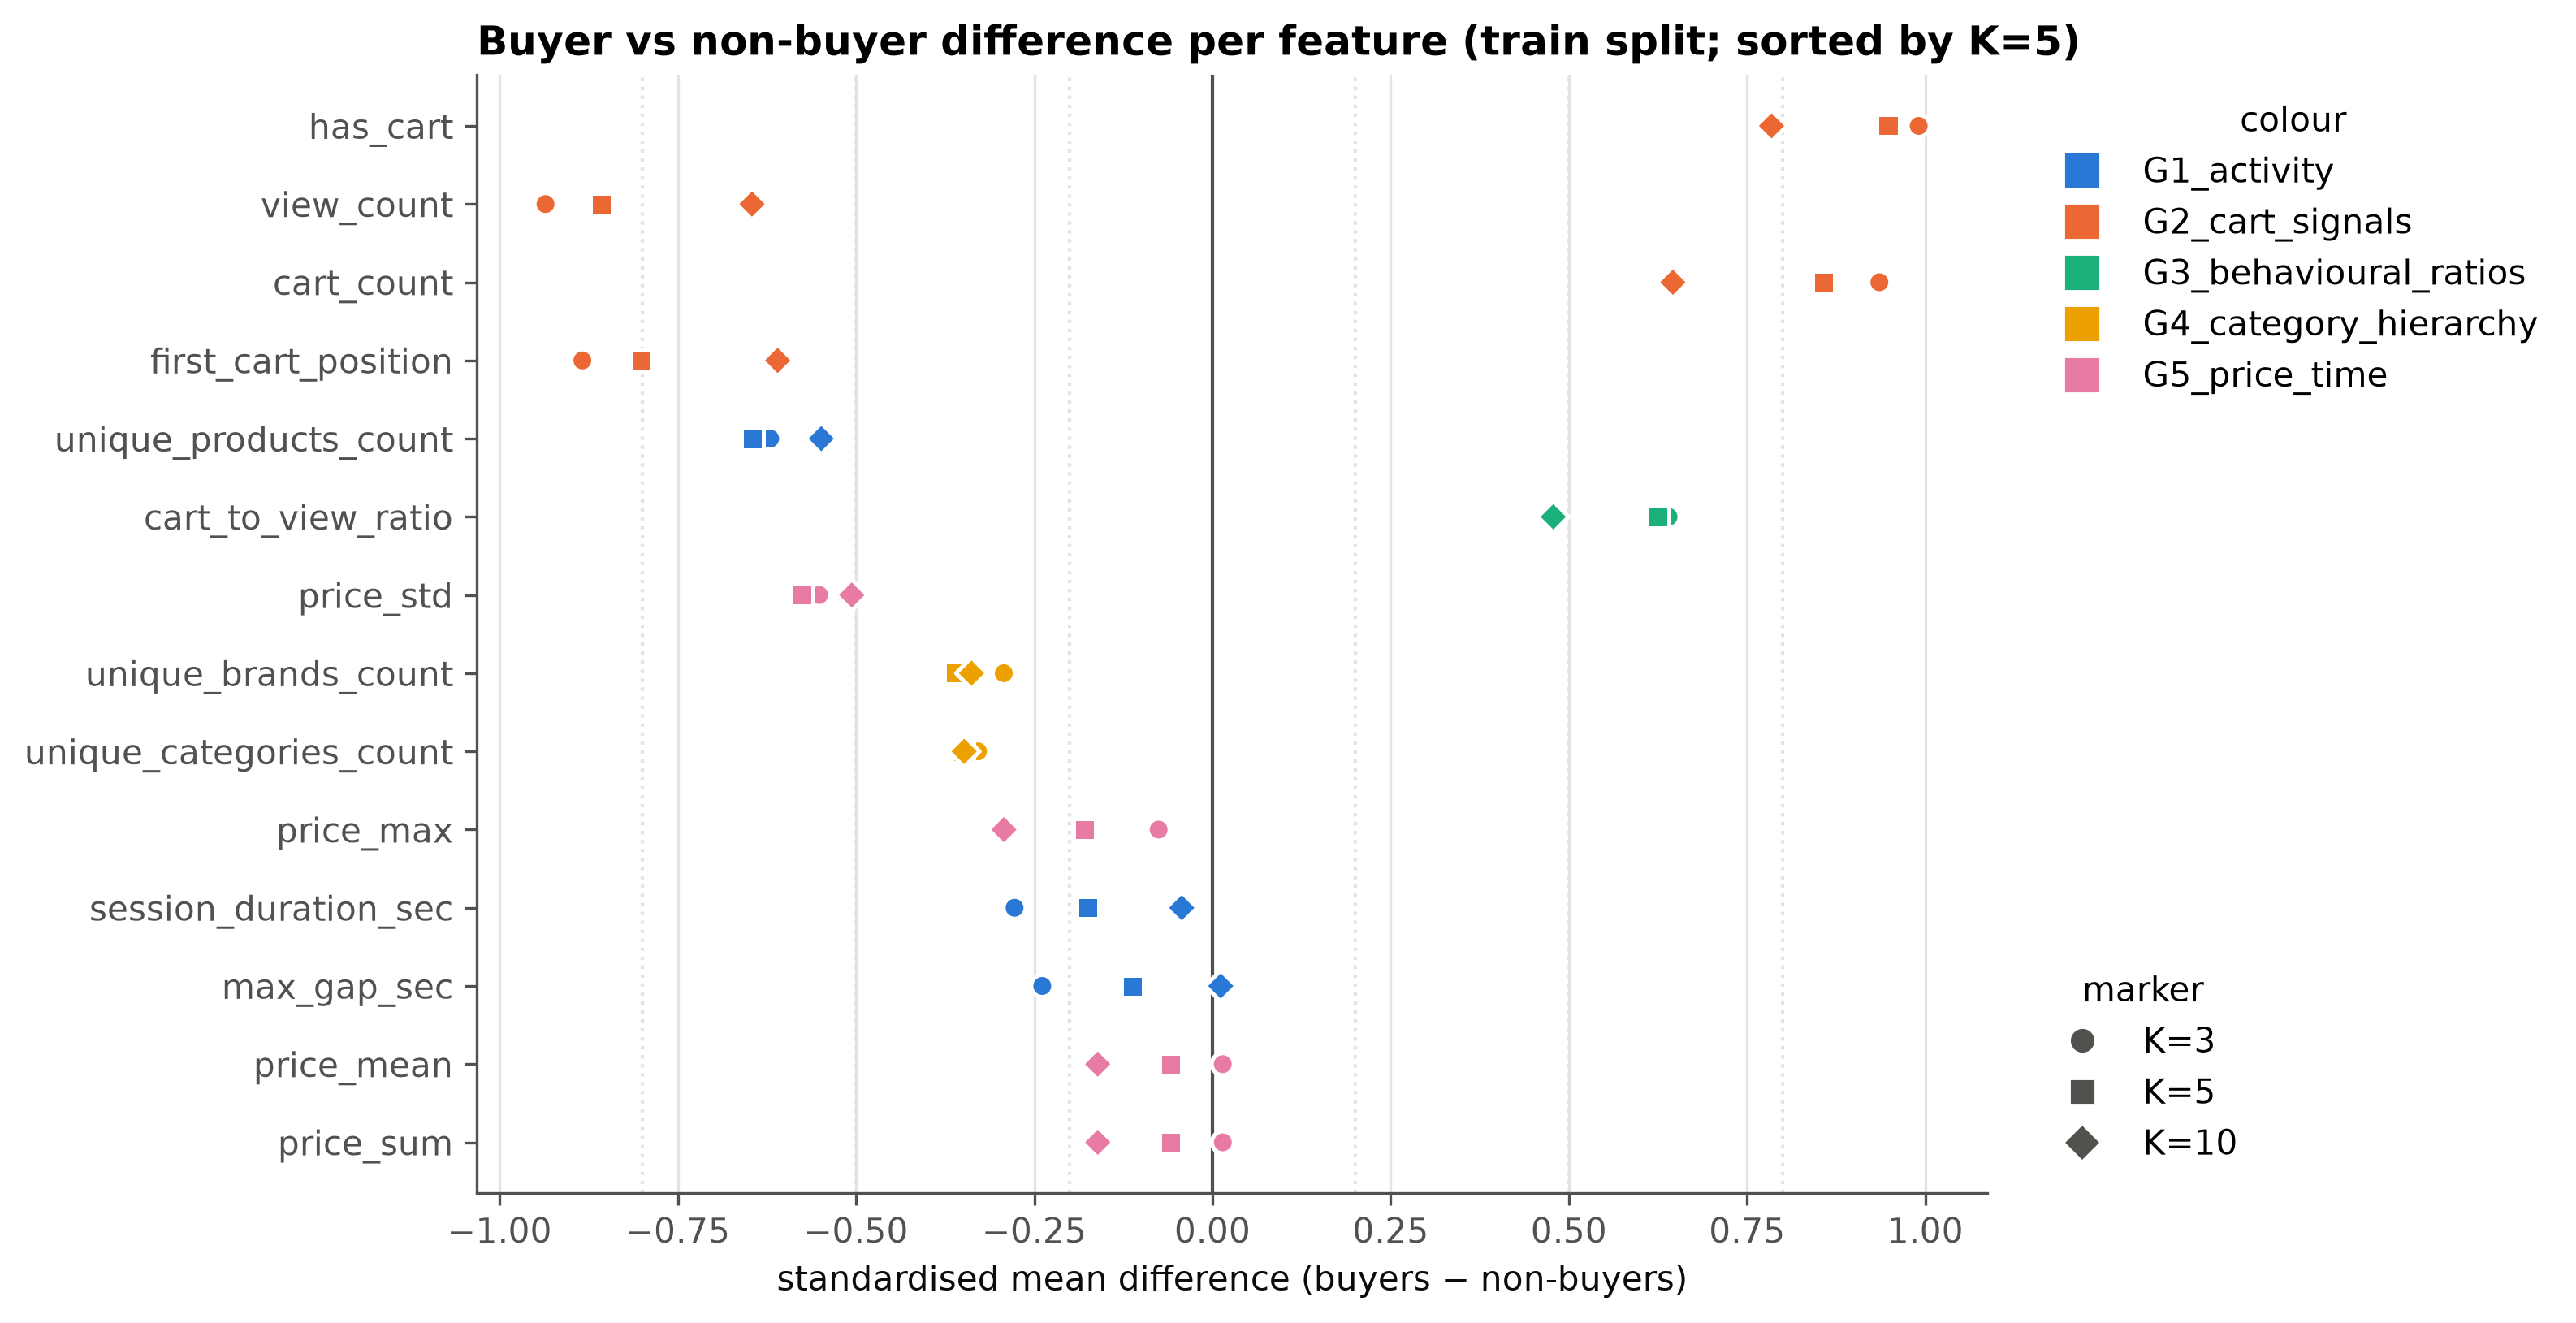 Buyer vs non-buyer difference per feature (train split; sorted by K=5)
has_cart
view_count
cart_count
first_cart_position
unique_products_count
cart_to_view_ratio
price_std
unique_brands_count
unique_categories_count
price_max
session_duration_sec
max_gap_sec
price_mean
price_sum
−1.00 −0.75 −0.50 −0.25 0.00 0.25 0.50 0.75 1.00
standardised mean difference (buyers − non-buyers)
colour
G1_activity
G2_cart_signals
G3_behavioural_ratios
G4_category_hierarchy
G5_price_time
marker
K=3
K=5
K=10